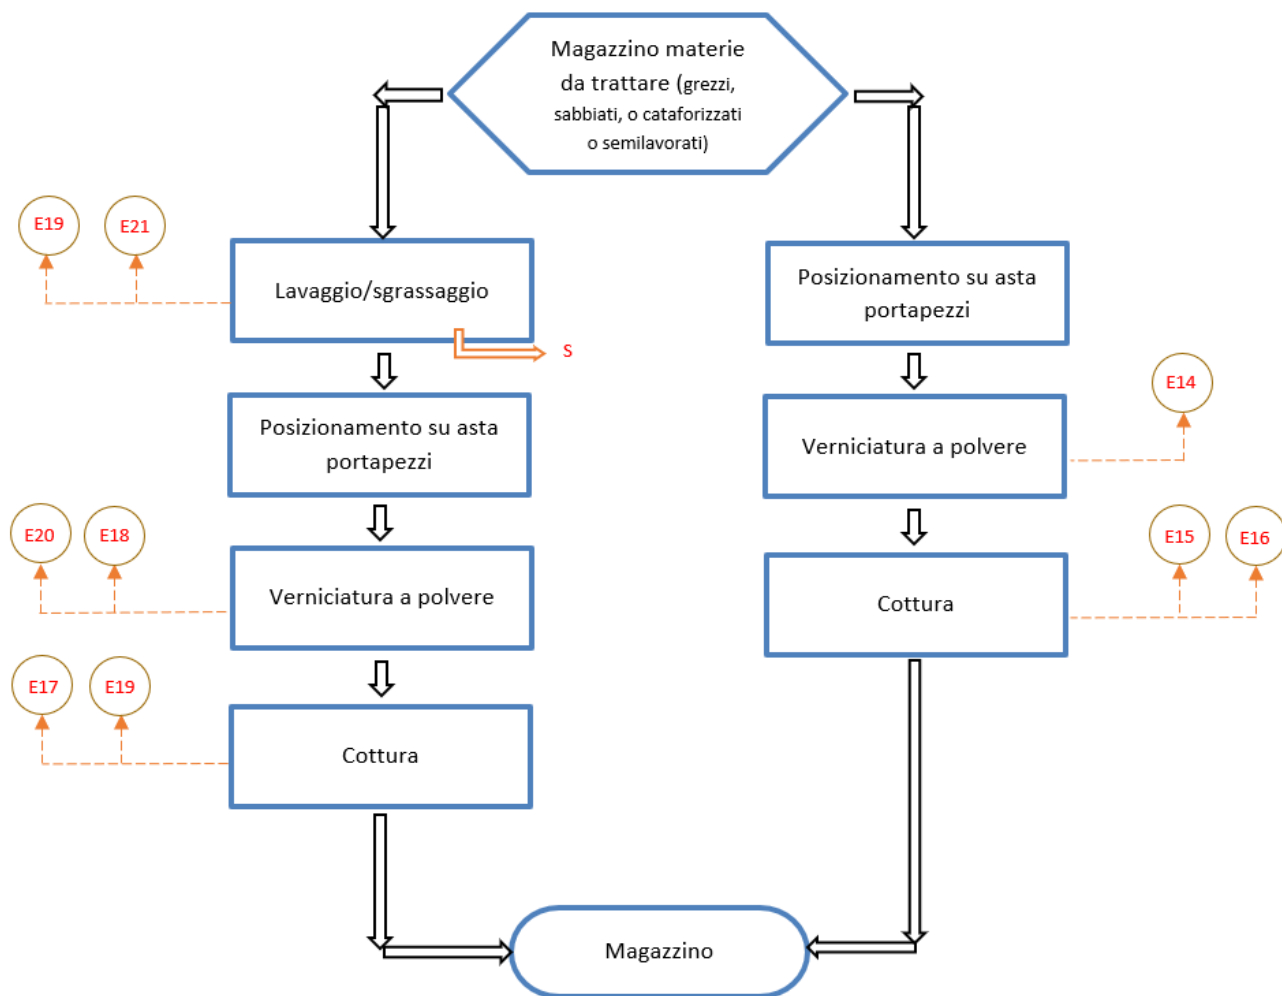 Magazzino materie
da trattare (grezzi,
sabbiati, o cataforizzati
o semilavorati)
E19
E21
Lavaggio/sgrassaggio
S
Posizionamento su asta
portapezzi
E20
E18
Verniciatura a polvere
E17
E19
Cottura
Posizionamento su asta
portapezzi
E14
Verniciatura a polvere
E15
E16
Cottura
Magazzino